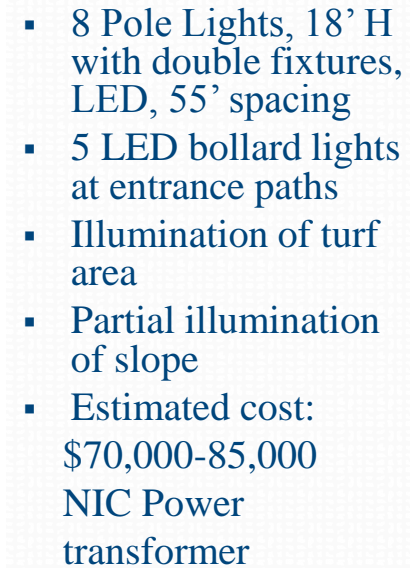 ▪ 8 Pole Lights, 18’ H
with double fixtures,
LED, 55’ spacing
▪ 5 LED bollard lights
at entrance paths
▪ Illumination of turf
area
▪ Partial illumination
of slope
▪ Estimated cost:
$70,000-85,000
NIC Power
transformer